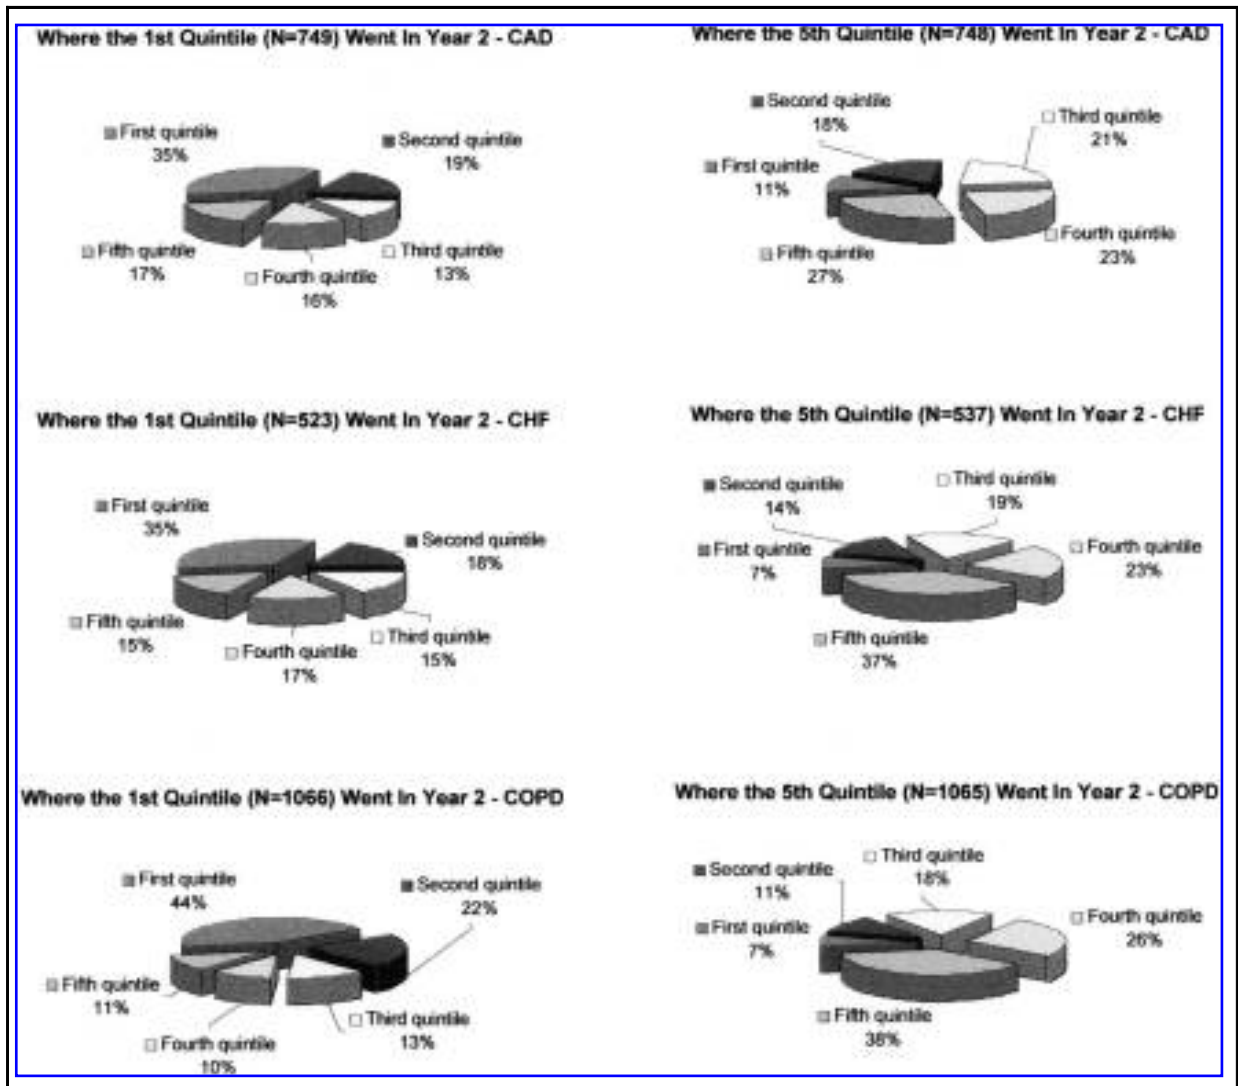 Where the 1st Quintile (N=749) Went In Year 2 - CAD
First quintile
35%
Second quintile
19%
Fifth quintile
17%
Fourth quintile
16%
Third quintile
13%
Where the 5th Quintile (N=748) Went In Year 2 - CAD
Second quintile
18%
Third quintile
21%
First quintile
11%
Fourth quintile
23%
Fifth quintile
27%
Where the 1st Quintile (N=523) Went In Year 2 - CHF
First quintile
35%
Second quintile
18%
Fifth quintile
15%
Fourth quintile
17%
Third quintile
15%
Where the 5th Quintile (N=537) Went In Year 2 - CHF
Second quintile
14%
Third quintile
19%
First quintile
7%
Fourth quintile
23%
Fifth quintile
37%
Where the 1st Quintile (N=1066) Went In Year 2 - COPD
First quintile
44%
Second quintile
22%
Fifth quintile
11%
Fourth quintile
10%
Third quintile
13%
Where the 5th Quintile (N=1065) Went In Year 2 - COPD
Third quintile
18%
Second quintile
11%
First quintile
7%
Fourth quintile
26%
Fifth quintile
38%